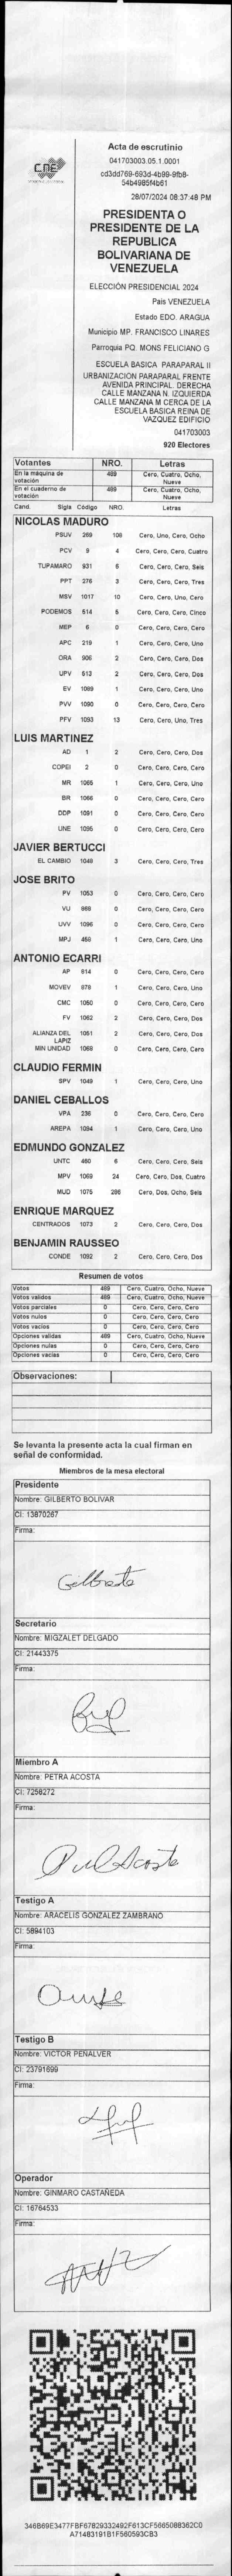 CNE
Acta de escrutinio
041703003.05.1.0001
cd3dd769-693d-4b99-9fb8-
54b4985f4b61
28/07/2024 08:37:48 PM
PRESIDENTA O
PRESIDENTE DE LA
REPUBLICA
BOLIVARIANA DE
VENEZUELA
ELECCIÓN PRESIDENCIAL 2024
Pais VENEZUELA
Estado EDO. ARAGUA
Municipio MP. FRANCISCO LINARES
Parroquia PQ. MONS FELICIANO G
ESCUELA BASICA PARAPARAL II
URBANIZACION PARAPARAL FRENTE
AVENIDA PRINCIPAL. DERECHA
CALLE MANZANA N. IZQUIERDA
CALLE MANZANA M CERCA DE LA
ESCUELA BASICA REINA DE
VAZQUEZ EDIFICIO
041703003
920 Electores
Votantes NRO. Letras
En la maquina de votación 489 Cero, Cuatro, Ocho, Nueve
En el cuaderno de votación 489 Cero, Cuatro, Ocho, Nueve
Cand. Sigla Código NRO. Letras
NICOLAS MADURO
PSUV 269 108 Cero, Uno, Cero, Ocho
PCV 9 4 Cero, Cero, Cero, Cuatro
TUPAMARO 931 6 Cero, Cero, Cero, Seis
PPT 276 3 Cero, Cero, Cero, Tres
MSV 1017 10 Cero, Cero, Uno, Cero
PODEMOS 514 5 Cero, Cero, Cero, Cinco
MEP 6 0 Cero, Cero, Cero, Cero
APC 219 1 Cero, Cero, Cero, Uno
ORA 906 2 Cero, Cero, Cero, Dos
UPV 512 2 Cero, Cero, Cero, Dos
EV 1089 1 Cero, Cero, Cero, Uno
PVV 1090 0 Cero, Cero, Cero, Cero
PFV 1093 13 Cero, Cero, Uno, Tres
LUIS MARTINEZ
AD 1 2 Cero, Cero, Cero, Dos
COPEI 2 0 Cero, Cero, Cero, Cero
MR 1065 1 Cero, Cero, Cero, Uno
BR 1066 0 Cero, Cero, Cero, Cero
DDP 1091 0 Cero, Cero, Cero, Cero
UNE 1095 0 Cero, Cero, Cero, Cero
JAVIER BERTUCCI
EL CAMBIO 1048 3 Cero, Cero, Cero, Tres
JOSE BRITO
PV 1053 0 Cero, Cero, Cero, Cero
VU 868 0 Cero, Cero, Cero, Cero
UVV 1096 0 Cero, Cero, Cero, Cero
MPJ 458 1 Cero, Cero, Cero, Uno
ANTONIO ECARRI
AP 814 0 Cero, Cero, Cero, Cero
MOVEV 878 1 Cero, Cero, Cero, Uno
CMC 1050 0 Cero, Cero, Cero, Cero
FV 1062 2 Cero, Cero, Cero, Dos
ALIANZA DEL LAPIZ 1051 2 Cero, Cero, Cero, Dos
MIN UNIDAD 1068 0 Cero, Cero, Cero, Cero
CLAUDIO FERMIN
SPV 1049 1 Cero, Cero, Cero, Uno
DANIEL CEBALLOS
VPA 236 0 Cero, Cero, Cero, Cero
AREPA 1094 1 Cero, Cero, Cero, Uno
EDMUNDO GONZALEZ
UNTC 460 6 Cero, Cero, Cero, Seis
MPV 1069 24 Cero, Cero, Dos, Cuatro
MUD 1075 286 Cero, Dos, Ocho, Seis
ENRIQUE MARQUEZ
CENTRADOS 1073 2 Cero, Cero, Cero, Dos
BENJAMIN RAUSSEO
CONDE 1092 2 Cero, Cero, Cero, Dos
Resumen de votos
Votos 489 Cero, Cuatro, Ocho, Nueve
Votos validos 489 Cero, Cuatro, Ocho, Nueve
Votos parciales 0 Cero, Cero, Cero, Cero
Votos nulos 0 Cero, Cero, Cero, Cero
Votos vacios 0 Cero, Cero, Cero, Cero
Opciones validas 489 Cero, Cuatro, Ocho, Nueve
Opciones nulas 0 Cero, Cero, Cero, Cero
Opciones vacias 0 Cero, Cero, Cero, Cero
Observaciones:
Se levanta la presente acta la cual firman en
señal de conformidad.
Miembros de la mesa electoral
Presidente
Nombre: GILBERTO BOLIVAR
CI: 13870267
Firma:
Secretario
Nombre: MIGZALET DELGADO
CI: 21443375
Firma:
Miembro A
Nombre: PETRA ACOSTA
CI: 7258272
Firma:
Testigo A
Nombre: ARACELIS GONZALEZ ZAMBRANO
CI: 5894103
Firma:
Testigo B
Nombre: VICTOR PEÑALVER
CI: 23791699
Firma:
Operador
Nombre: GINMARO CASTAÑEDA
CI: 16764533
Firma:
346B69E3477FBF67829332492F613CF5665088362C0
A71483191B1F560593CB3